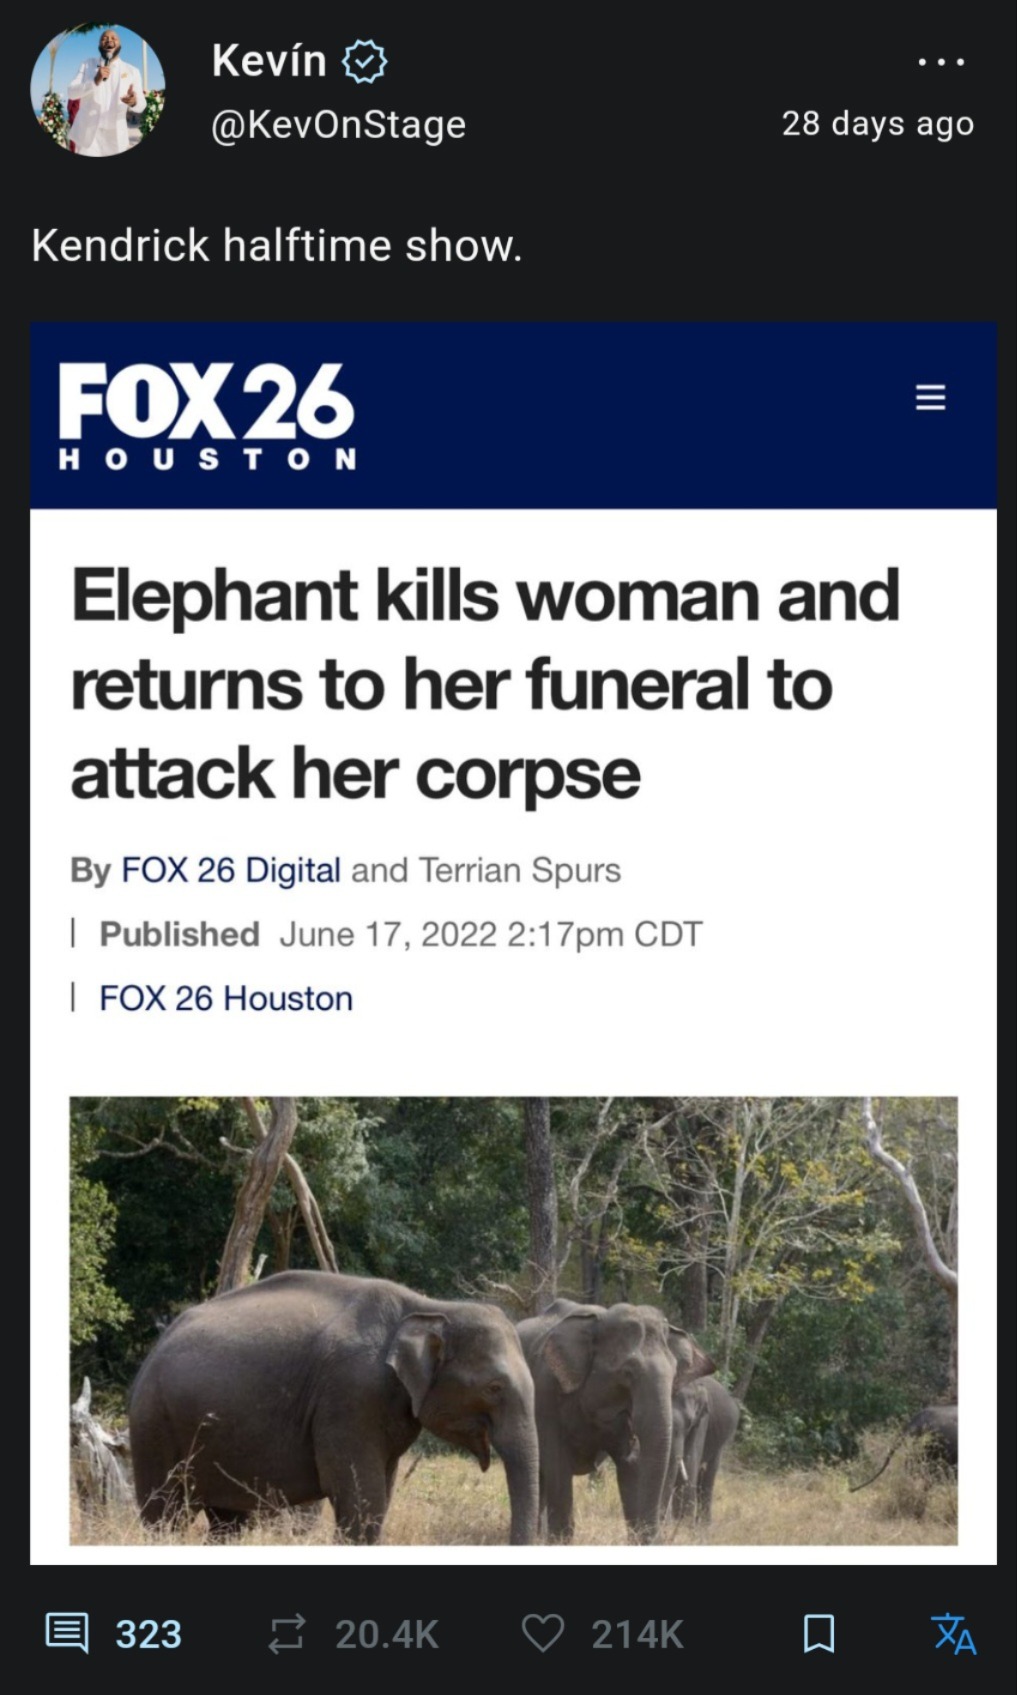 Kevín
@KevOnStage
28 days ago
Kendrick halftime show.
FOX 26
HOUSTON
Elephant kills woman and
returns to her funeral to
attack her corpse
By FOX 26 Digital and Terrian Spurs
| Published June 17, 2022 2:17pm CDT
| FOX 26 Houston
323 20.4K 214K